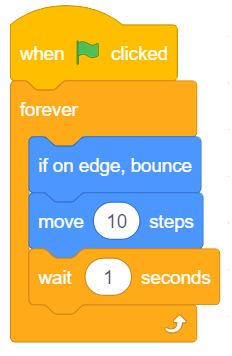 when clicked
forever
if on edge, bounce
move 10 steps
wait 1 seconds